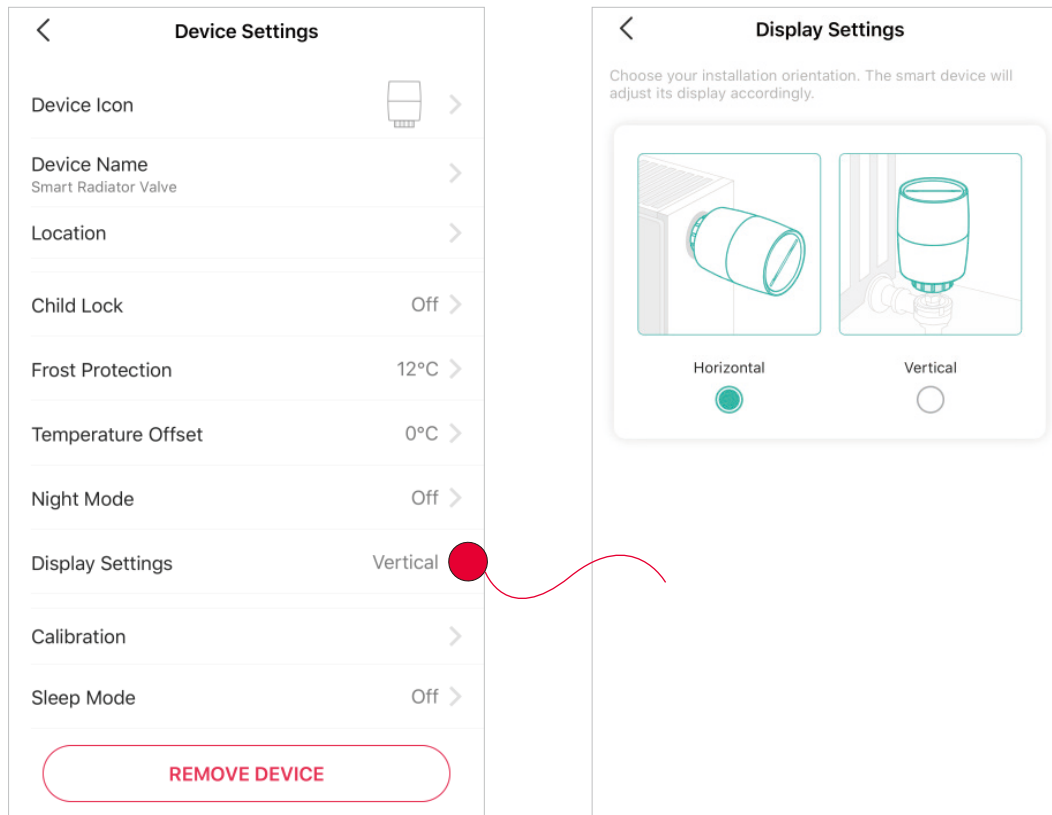 Device Settings
Device Icon
Device Name
Smart Radiator Valve
Location
Child Lock Off
Frost Protection 12°C
Temperature Offset 0°C
Night Mode Off
Display Settings Vertical
Calibration
Sleep Mode Off
REMOVE DEVICE
Display Settings
Choose your installation orientation. The smart device will
adjust its display accordingly.
Horizontal Vertical